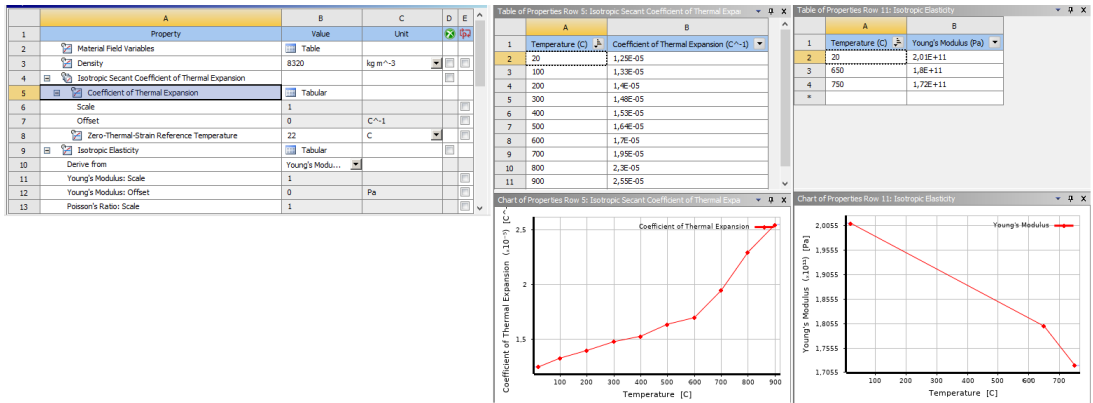 A B C D E
1 Property Value Unit
2 Material Field Variables Table
3 Density 8320 kg m^-3
4 Isotropic Secant Coefficient of Thermal Expansion
5 Coefficient of Thermal Expansion Tabular
6 Scale 1
7 Offset 0 C^-1
8 Zero-Thermal-Strain Reference Temperature 22 C
9 Isotropic Elasticity Tabular
10 Derive from Young's Modu...
11 Young's Modulus: Scale 1
12 Young's Modulus: Offset 0 Pa
13 Poisson's Ratio: Scale 1
Table of Properties Row 5: Isotropic Secant Coefficient of Thermal Expai
A B
1 Temperature (C) Coefficient of Thermal Expansion (C^-1)
2 20 1,25E-05
3 100 1,33E-05
4 200 1,4E-05
5 300 1,48E-05
6 400 1,53E-05
7 500 1,64E-05
8 600 1,7E-05
9 700 1,95E-05
10 800 2,3E-05
11 900 2,55E-05
Chart of Properties Row 5: Isotropic Secant Coefficient of Thermal Expai
Coefficient of Thermal Expansion
Coefficient of Thermal Expansion (.10⁻⁵) [C^-
2.5
2
1.5
100 200 300 400 500 600 700 800 900
Temperature [C]
Table of Properties Row 11: Isotropic Elasticity
A B
1 Temperature (C) Young's Modulus (Pa)
2 20 2,01E+11
3 650 1,8E+11
4 750 1,72E+11
*
Chart of Properties Row 11: Isotropic Elasticity
Young's Modulus
Young's Modulus (.10¹¹) [Pa]
2,0055
1,9555
1,9055
1,8555
1,8055
1,7555
1,7055
100 200 300 400 500 600 700
Temperature [C]